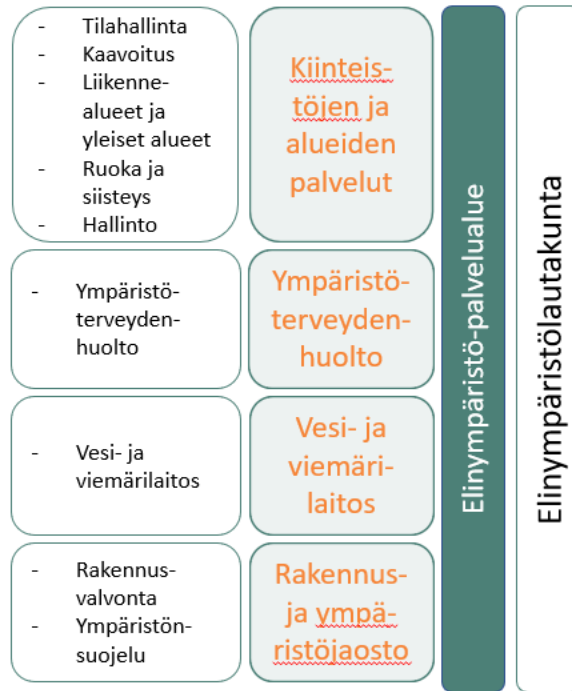 - Tilahallinta
- Kaavoitus
- Liikenne-
alueet ja
yleiset alueet
- Ruoka ja
siisteys
- Hallinto
Kiinteis-
töjen ja
alueiden
palvelut
- Ympäristö-
terveyden-
huolto
Ympäristö-
terveyden-
huolto
- Vesi- ja
viemärilaitos
Vesi- ja
viemäri-
laitos
- Rakennus-
valvonta
- Ympäristön-
suojelu
Rakennus-
ja ympä-
ristöjaosto
Elinympäristö-palvelualue
Elinympäristölautakunta